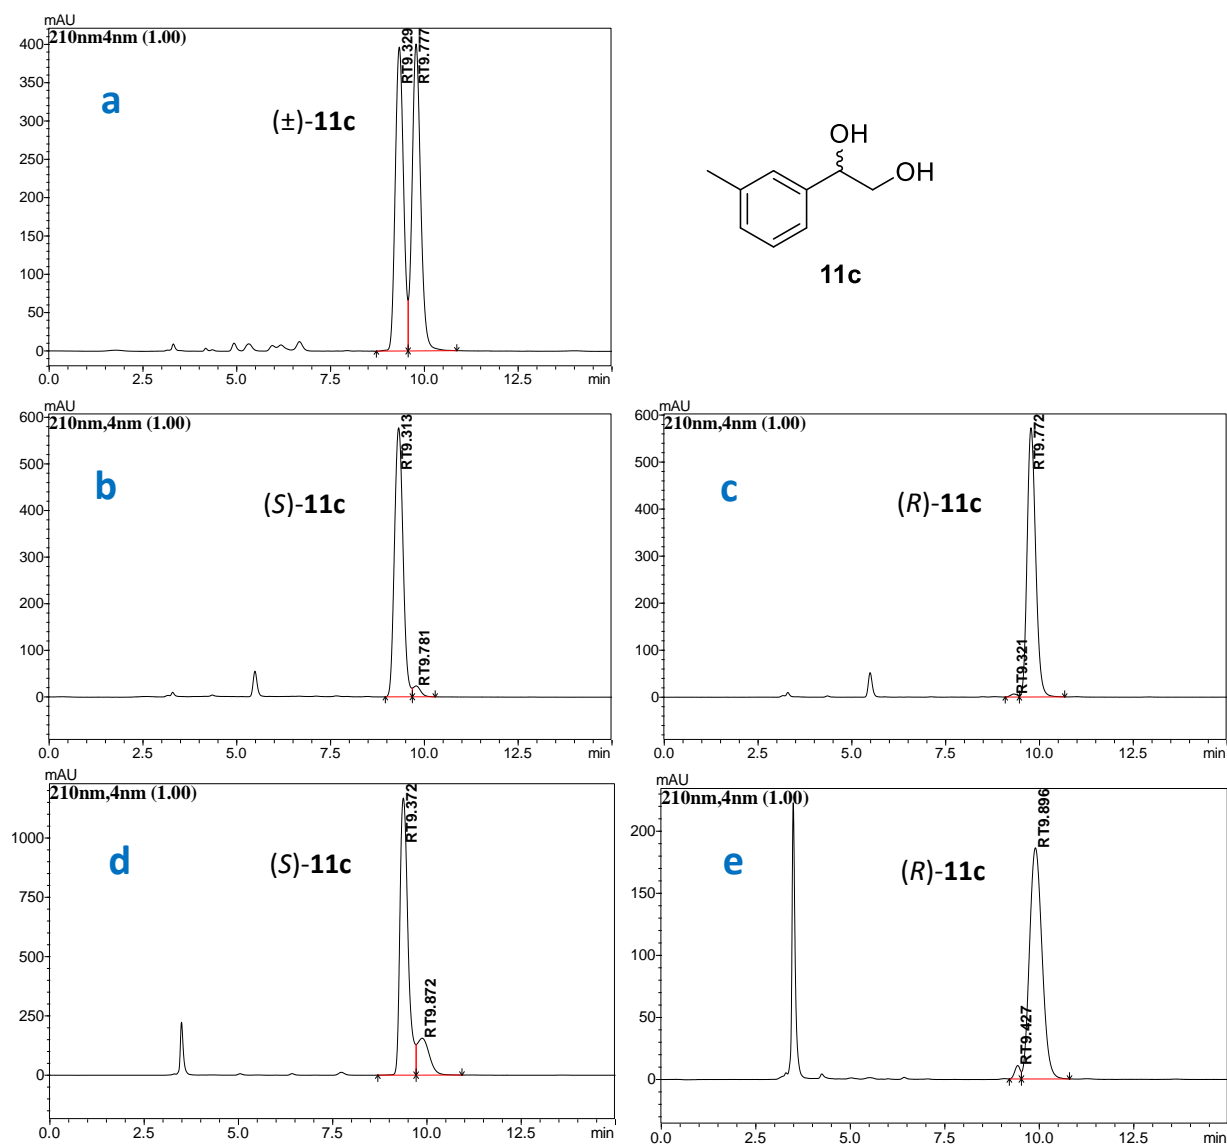 mAU
210nm4nm (1.00)
a
(±)-11c
RT9.329
RT9.777
400
350
300
250
200
150
100
50
0
0.0 2.5 5.0 7.5 10.0 12.5 min
OH
OH
11c
mAU
210nm,4nm (1.00)
b
(S)-11c
RT9.313
RT9.781
600
500
400
300
200
100
0
0.0 2.5 5.0 7.5 10.0 12.5 min
mAU
210nm,4nm (1.00)
c
(R)-11c
RT9.321
RT9.772
600
500
400
300
200
100
0
0.0 2.5 5.0 7.5 10.0 12.5 min
mAU
210nm,4nm (1.00)
d
(S)-11c
RT9.372
RT9.872
1000
750
500
250
0
0.0 2.5 5.0 7.5 10.0 12.5 min
mAU
210nm,4nm (1.00)
e
(R)-11c
RT9.427
RT9.896
200
150
100
50
0
0.0 2.5 5.0 7.5 10.0 12.5 min